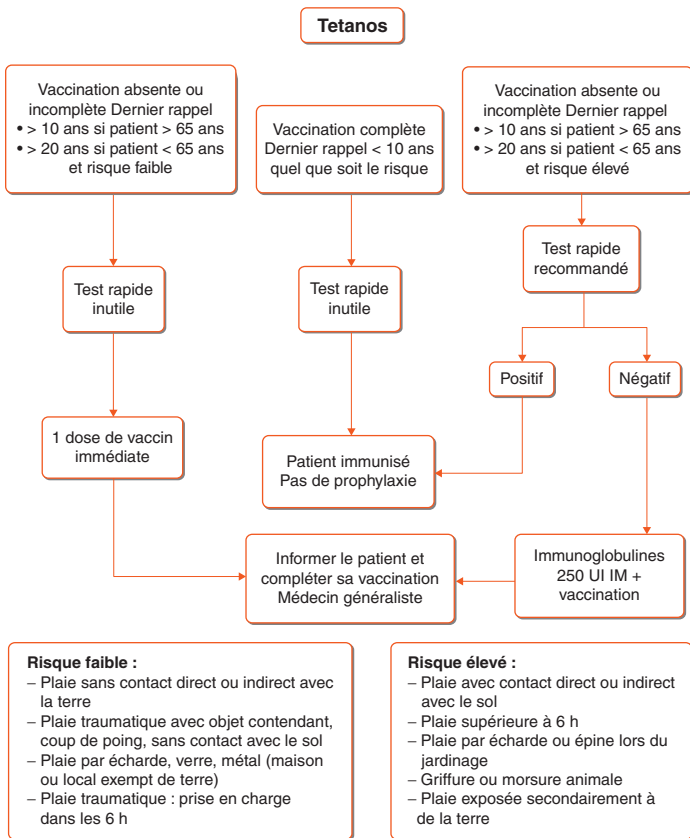 Tetanos
Vaccination absente ou
incomplète Dernier rappel
• > 10 ans si patient > 65 ans
• > 20 ans si patient < 65 ans
et risque faible
Vaccination complète
Dernier rappel < 10 ans
quel que soit le risque
Vaccination absente ou
incomplète Dernier rappel
• > 10 ans si patient > 65 ans
• > 20 ans si patient < 65 ans
et risque élevé
Test rapide
inutile
Test rapide
inutile
Test rapide
recommandé
Positif
Négatif
1 dose de vaccin
immédiate
Patient immunisé
Pas de prophylaxie
Informer le patient et
compléter sa vaccination
Médecin généraliste
Immunoglobulines
250 UI IM +
vaccination
Risque faible :
– Plaie sans contact direct ou indirect avec
la terre
– Plaie traumatique avec objet contendant,
coup de poing, sans contact avec le sol
– Plaie par écharde, verre, métal (maison
ou local exempt de terre)
– Plaie traumatique : prise en charge
dans les 6 h
Risque élevé :
– Plaie avec contact direct ou indirect
avec le sol
– Plaie supérieure à 6 h
– Plaie par écharde ou épine lors du
jardinage
– Griffure ou morsure animale
– Plaie exposée secondairement à
de la terre